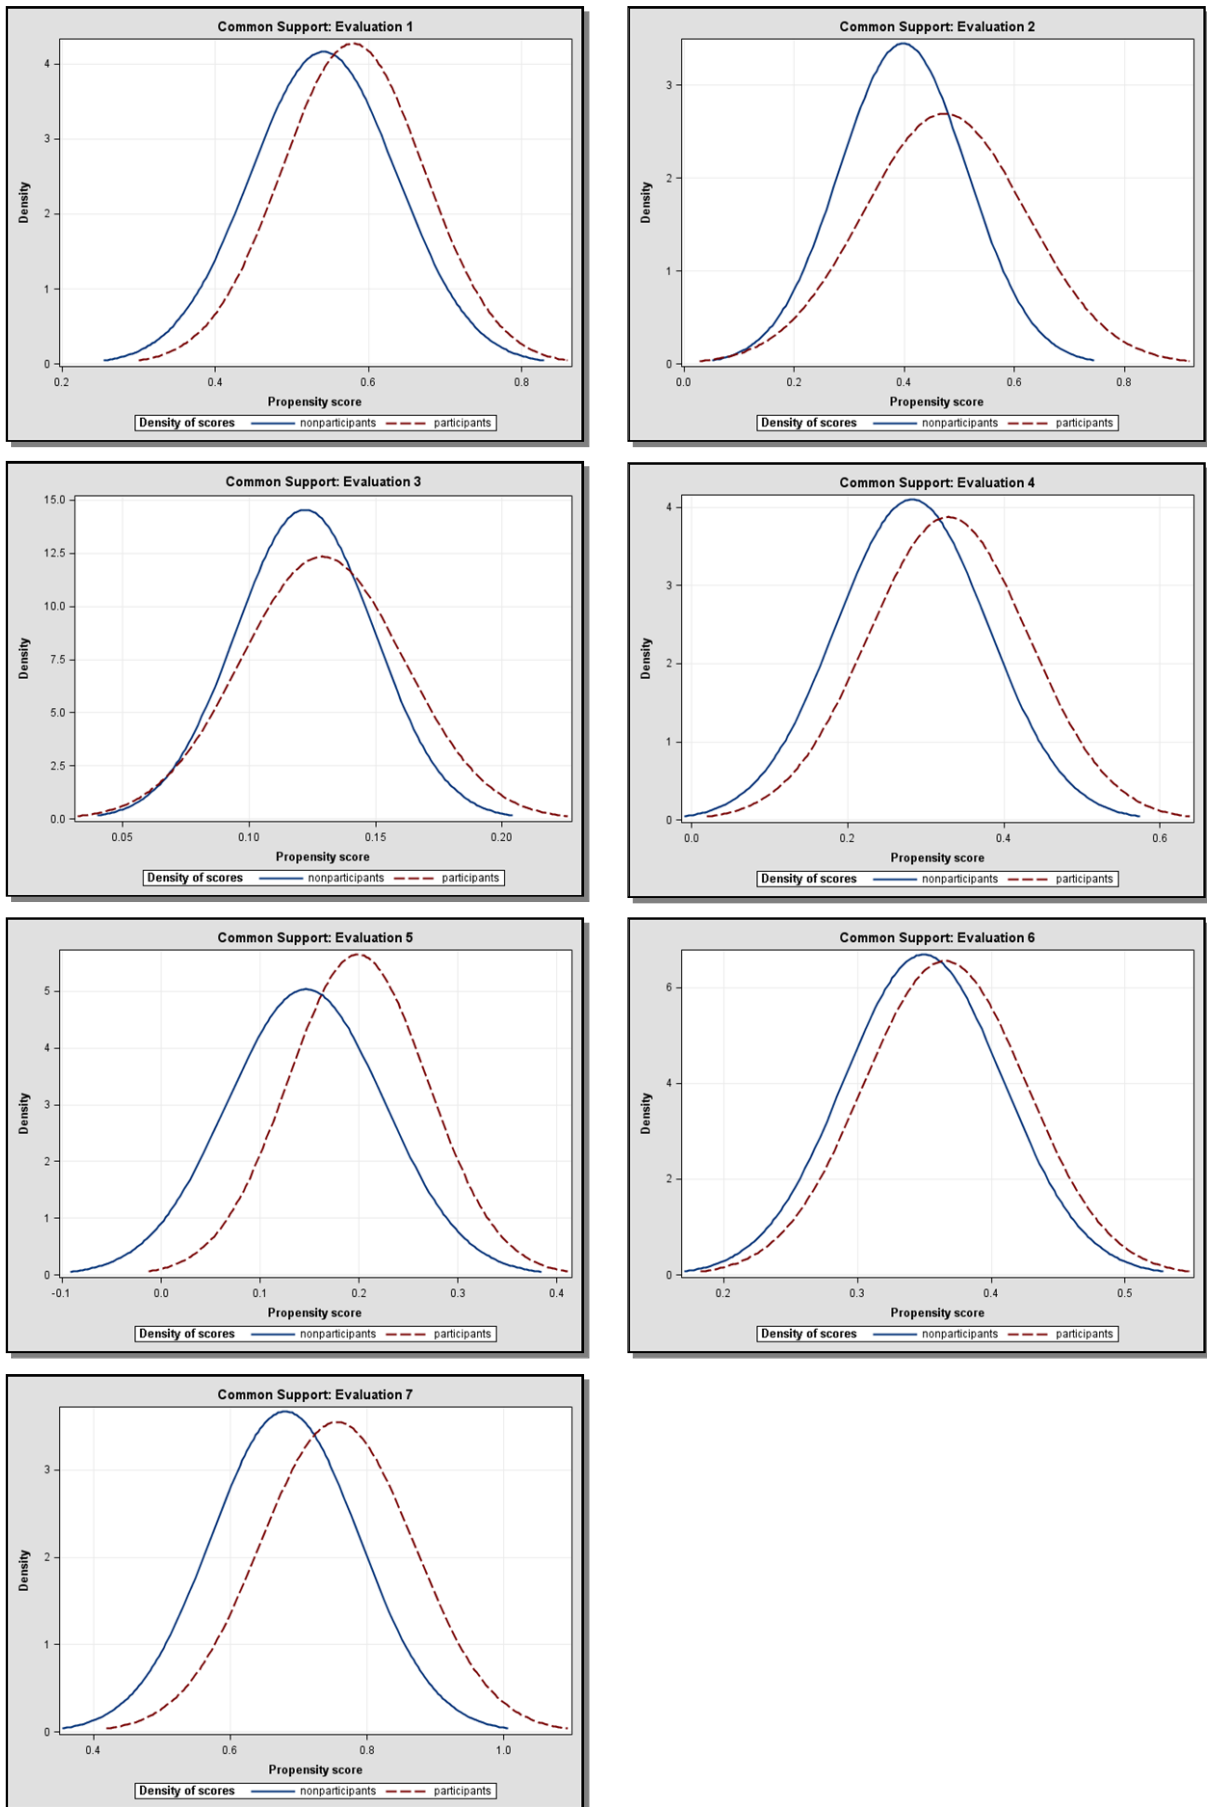 Common Support: Evaluation 1
Density
4
3
2
1
0
0.2 0.4 0.6 0.8
Propensity score
Density of scores nonparticipants participants
Common Support: Evaluation 2
Density
3
2
1
0
0.0 0.2 0.4 0.6 0.8
Propensity score
Density of scores nonparticipants participants
Common Support: Evaluation 3
Density
15.0
12.5
10.0
7.5
5.0
2.5
0.0
0.05 0.10 0.15 0.20
Propensity score
Density of scores nonparticipants participants
Common Support: Evaluation 4
Density
4
3
2
1
0
0.0 0.2 0.4 0.6
Propensity score
Density of scores nonparticipants participants
Common Support: Evaluation 5
Density
5
4
3
2
1
0
-0.1 0.0 0.1 0.2 0.3 0.4
Propensity score
Density of scores nonparticipants participants
Common Support: Evaluation 6
Density
6
4
2
0
0.2 0.3 0.4 0.5
Propensity score
Density of scores nonparticipants participants
Common Support: Evaluation 7
Density
3
2
1
0
0.4 0.6 0.8 1.0
Propensity score
Density of scores nonparticipants participants